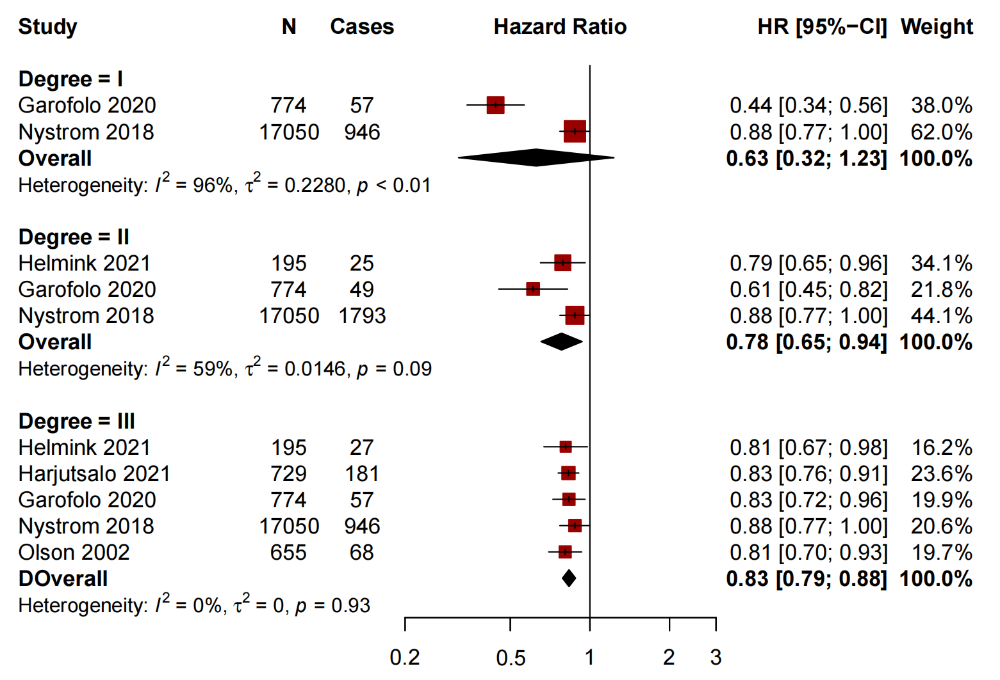 Study N Cases Hazard Ratio HR [95%−CI] Weight
Degree = I
Garofolo 2020 774 57 0.44 [0.34; 0.56] 38.0%
Nystrom 2018 17050 946 0.88 [0.77; 1.00] 62.0%
Overall 0.63 [0.32; 1.23] 100.0%
Heterogeneity: I2 = 96%, τ2 = 0.2280, p < 0.01
Degree = II
Helmink 2021 195 25 0.79 [0.65; 0.96] 34.1%
Garofolo 2020 774 49 0.61 [0.45; 0.82] 21.8%
Nystrom 2018 17050 1793 0.88 [0.77; 1.00] 44.1%
Overall 0.78 [0.65; 0.94] 100.0%
Heterogeneity: I2 = 59%, τ2 = 0.0146, p = 0.09
Degree = III
Helmink 2021 195 27 0.81 [0.67; 0.98] 16.2%
Harjutsalo 2021 729 181 0.83 [0.76; 0.91] 23.6%
Garofolo 2020 774 57 0.83 [0.72; 0.96] 19.9%
Nystrom 2018 17050 946 0.88 [0.77; 1.00] 20.6%
Olson 2002 655 68 0.81 [0.70; 0.93] 19.7%
DOverall 0.83 [0.79; 0.88] 100.0%
Heterogeneity: I2 = 0%, τ2 = 0, p = 0.93
0.2 0.5 1 2 3